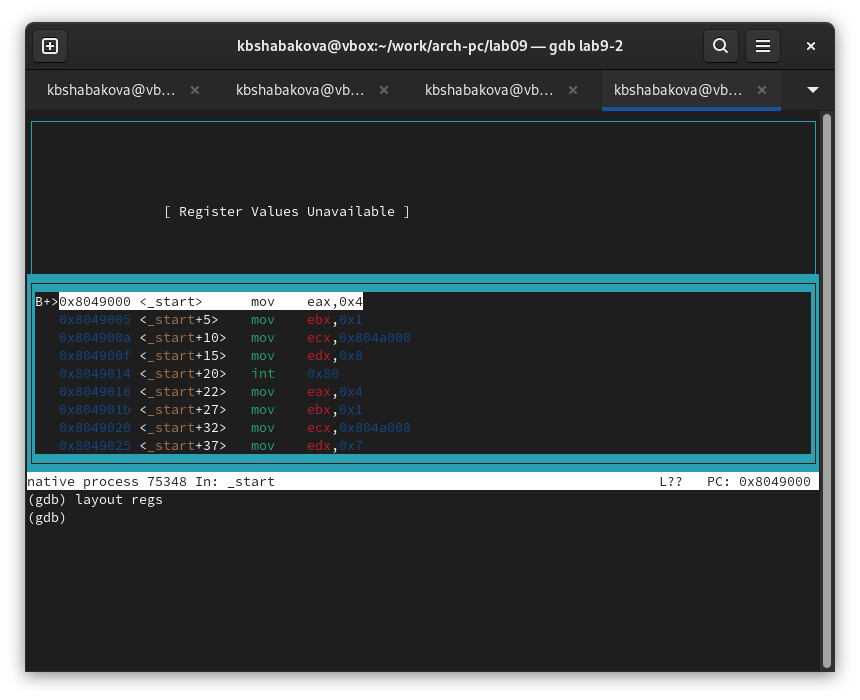 kbshabakova@vbox:~/work/arch-pc/lab09 — gdb lab9-2
kbshabakova@vb... × kbshabakova@vb... × kbshabakova@vb... × kbshabakova@vb... ×
[ Register Values Unavailable ]
B+>0x8049000 <_start> mov eax,0x4
0x8049005 <_start+5> mov ebx,0x1
0x804900a <_start+10> mov ecx,0x804a000
0x804900f <_start+15> mov edx,0x8
0x8049014 <_start+20> int 0x80
0x8049016 <_start+22> mov eax,0x4
0x804901b <_start+27> mov ebx,0x1
0x8049020 <_start+32> mov ecx,0x804a008
0x8049025 <_start+37> mov edx,0x7
native process 75348 In: _start L?? PC: 0x8049000
(gdb) layout regs
(gdb)